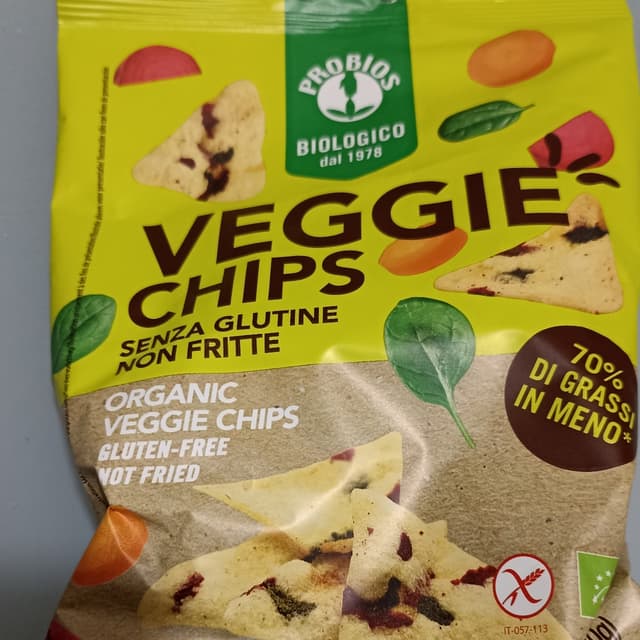 PROBIOS
BIOLOGICO
dal 1978
VEGGIE
CHIPS
SENZA GLUTINE
NON FRITTE
ORGANIC
VEGGIE CHIPS
GLUTEN-FREE
NOT FRIED
70%
DI GRASSI
IN MENO*
IT-057-113